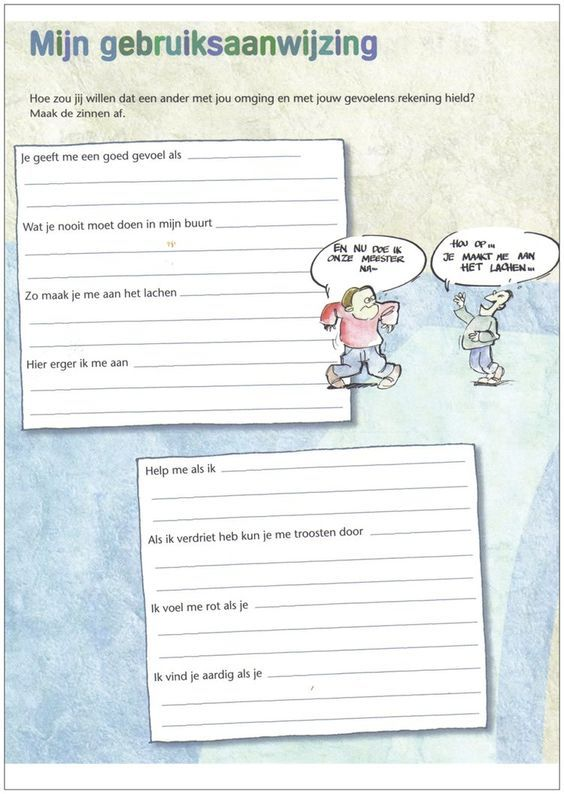 Mijn gebruiksaanwijzing
Hoe zou jij willen dat een ander met jou omging en met jouw gevoelens rekening hield?
Maak de zinnen af.
Je geeft me een goed gevoel als
Wat je nooit moet doen in mijn buurt
Zo maak je me aan het lachen
Hier erger ik me aan
EN NU DOE IK
ONZE MEESTER
NA...
HOU OP...
JE MAAKT ME AAN
HET LACHEN...
Help me als ik
Als ik verdriet heb kun je me troosten door
Ik voel me rot als je
Ik vind je aardig als je